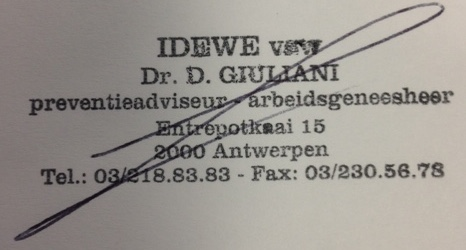 IDEWE vzw
Dr. D. GIULIANI
preventieadviseur - arbeidsgeneesheer
Entrepotkaai 15
2000 Antwerpen
Tel.: 03/218.83.83 - Fax: 03/230.56.78